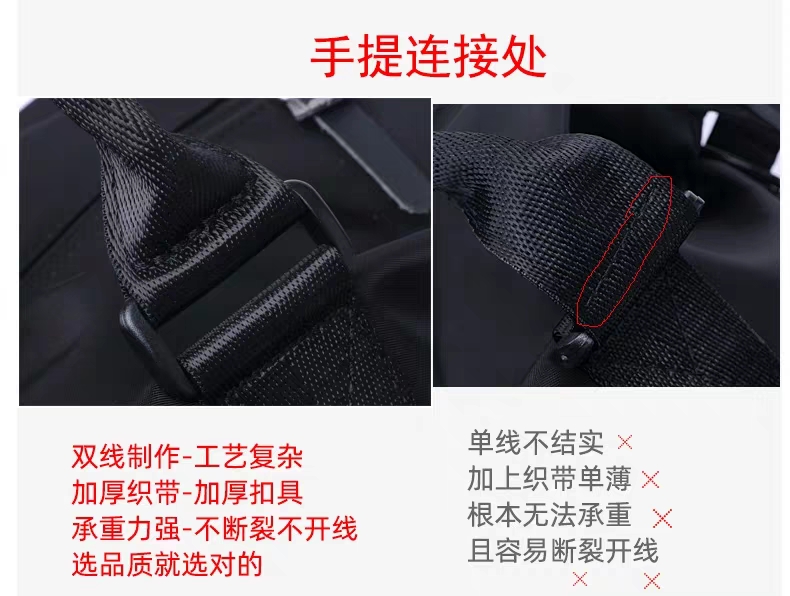 手提连接处
双线制作-工艺复杂
加厚织带-加厚扣具
承重力强-不断裂不开线
选品质就选对的
单线不结实
加上织带单薄
根本无法承重
且容易断裂开线